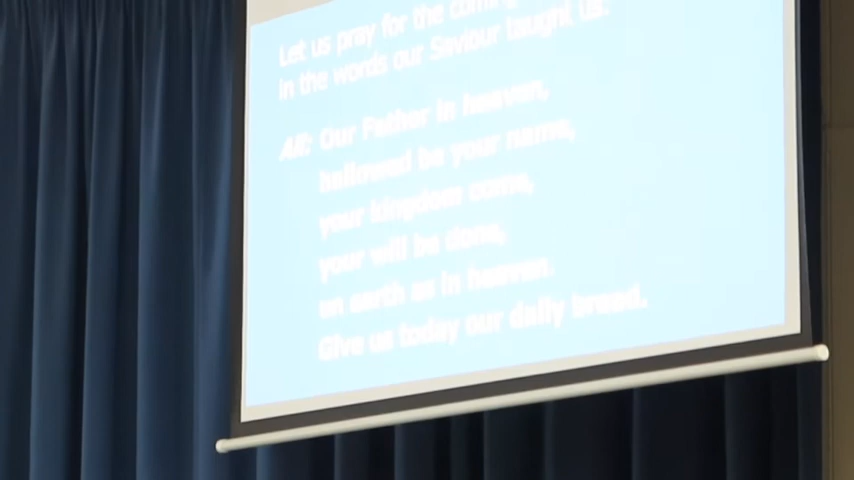 Let us pray for the coming
in the words our Saviour taught us:
All: Our Father in heaven,
hallowed be your name,
your kingdom come,
your will be done,
on earth as in heaven.
Give us today our daily bread.